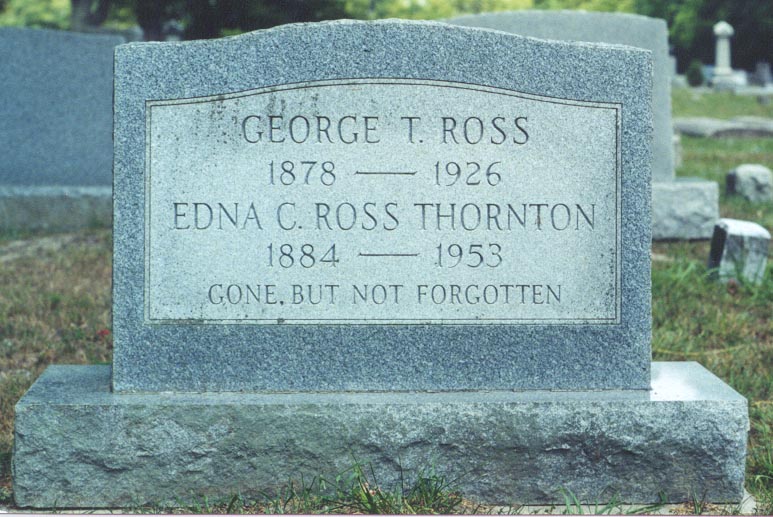 GEORGE T. ROSS
1878 — 1926
EDNA C. ROSS THORNTON
1884 — 1953
GONE, BUT NOT FORGOTTEN